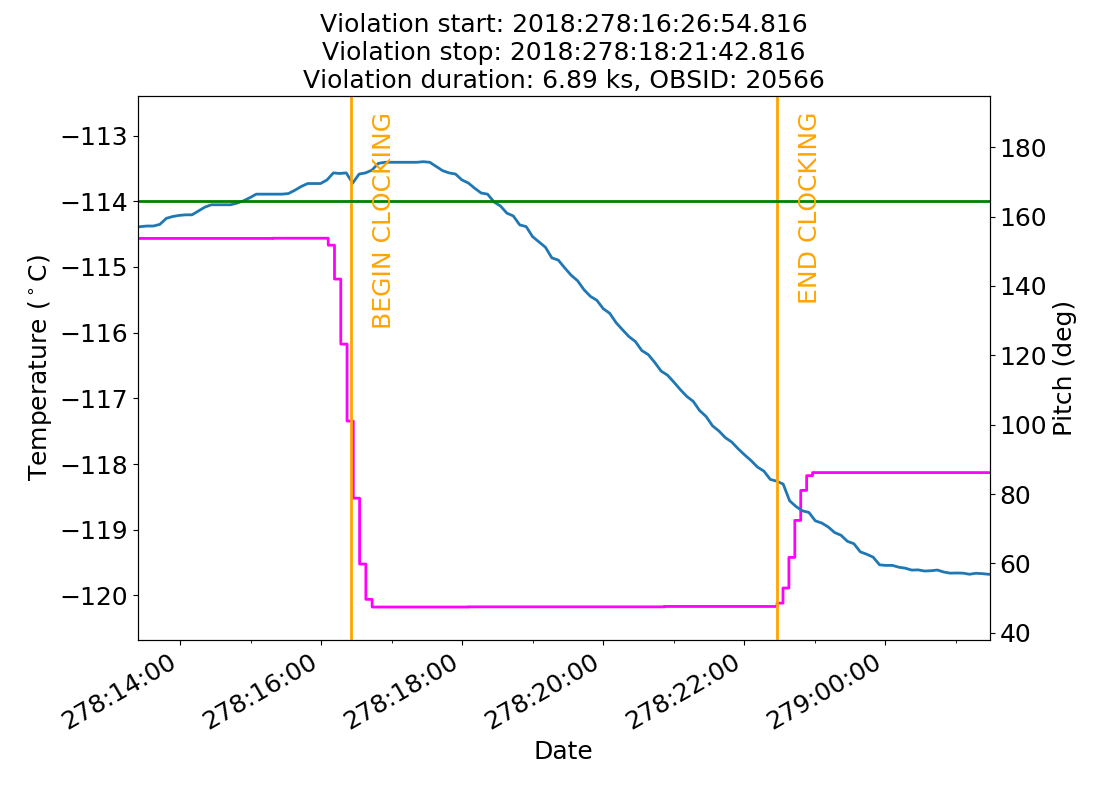 Violation start: 2018:278:16:26:54.816
Violation stop: 2018:278:18:21:42.816
Violation duration: 6.89 ks, OBSID: 20566
−113
−114
−115
−116
−117
−118
−119
−120
Temperature (°C)
BEGIN CLOCKING
END CLOCKING
180
160
140
120
100
80
60
40
Pitch (deg)
278:14:00
278:16:00
278:18:00
278:20:00
278:22:00
279:00:00
Date